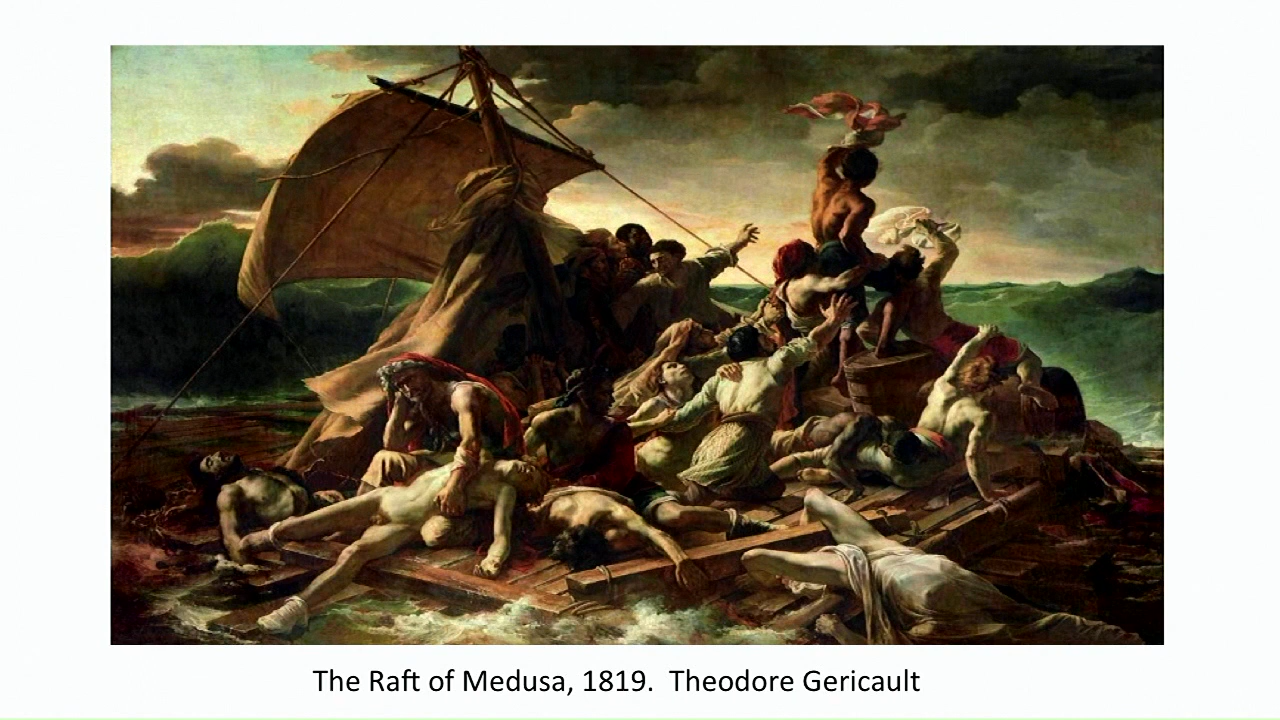 The Raft of Medusa, 1819.  Theodore Gericault